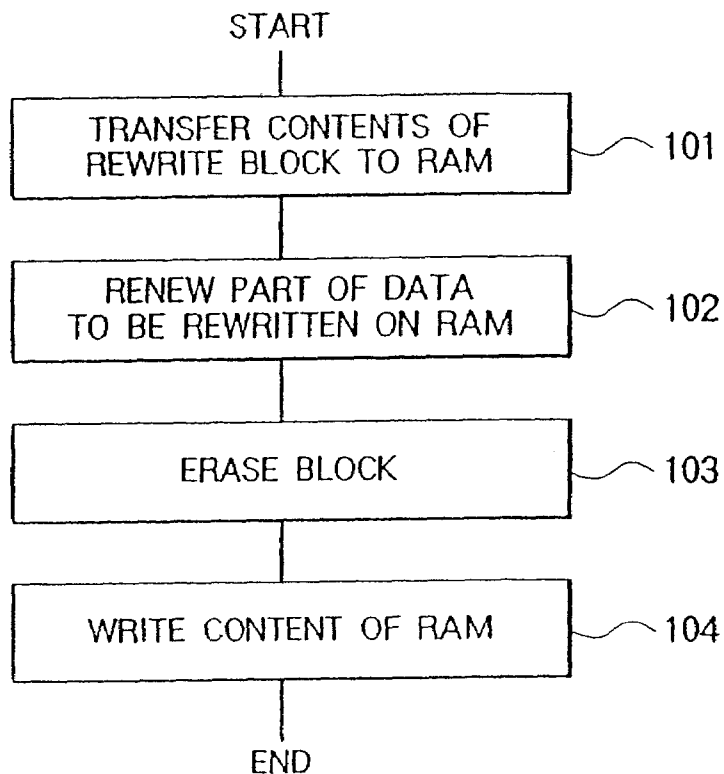 START
TRANSFER CONTENTS OF
REWRITE BLOCK TO RAM
101
RENEW PART OF DATA
TO BE REWRITTEN ON RAM
102
ERASE BLOCK
103
WRITE CONTENT OF RAM
104
END